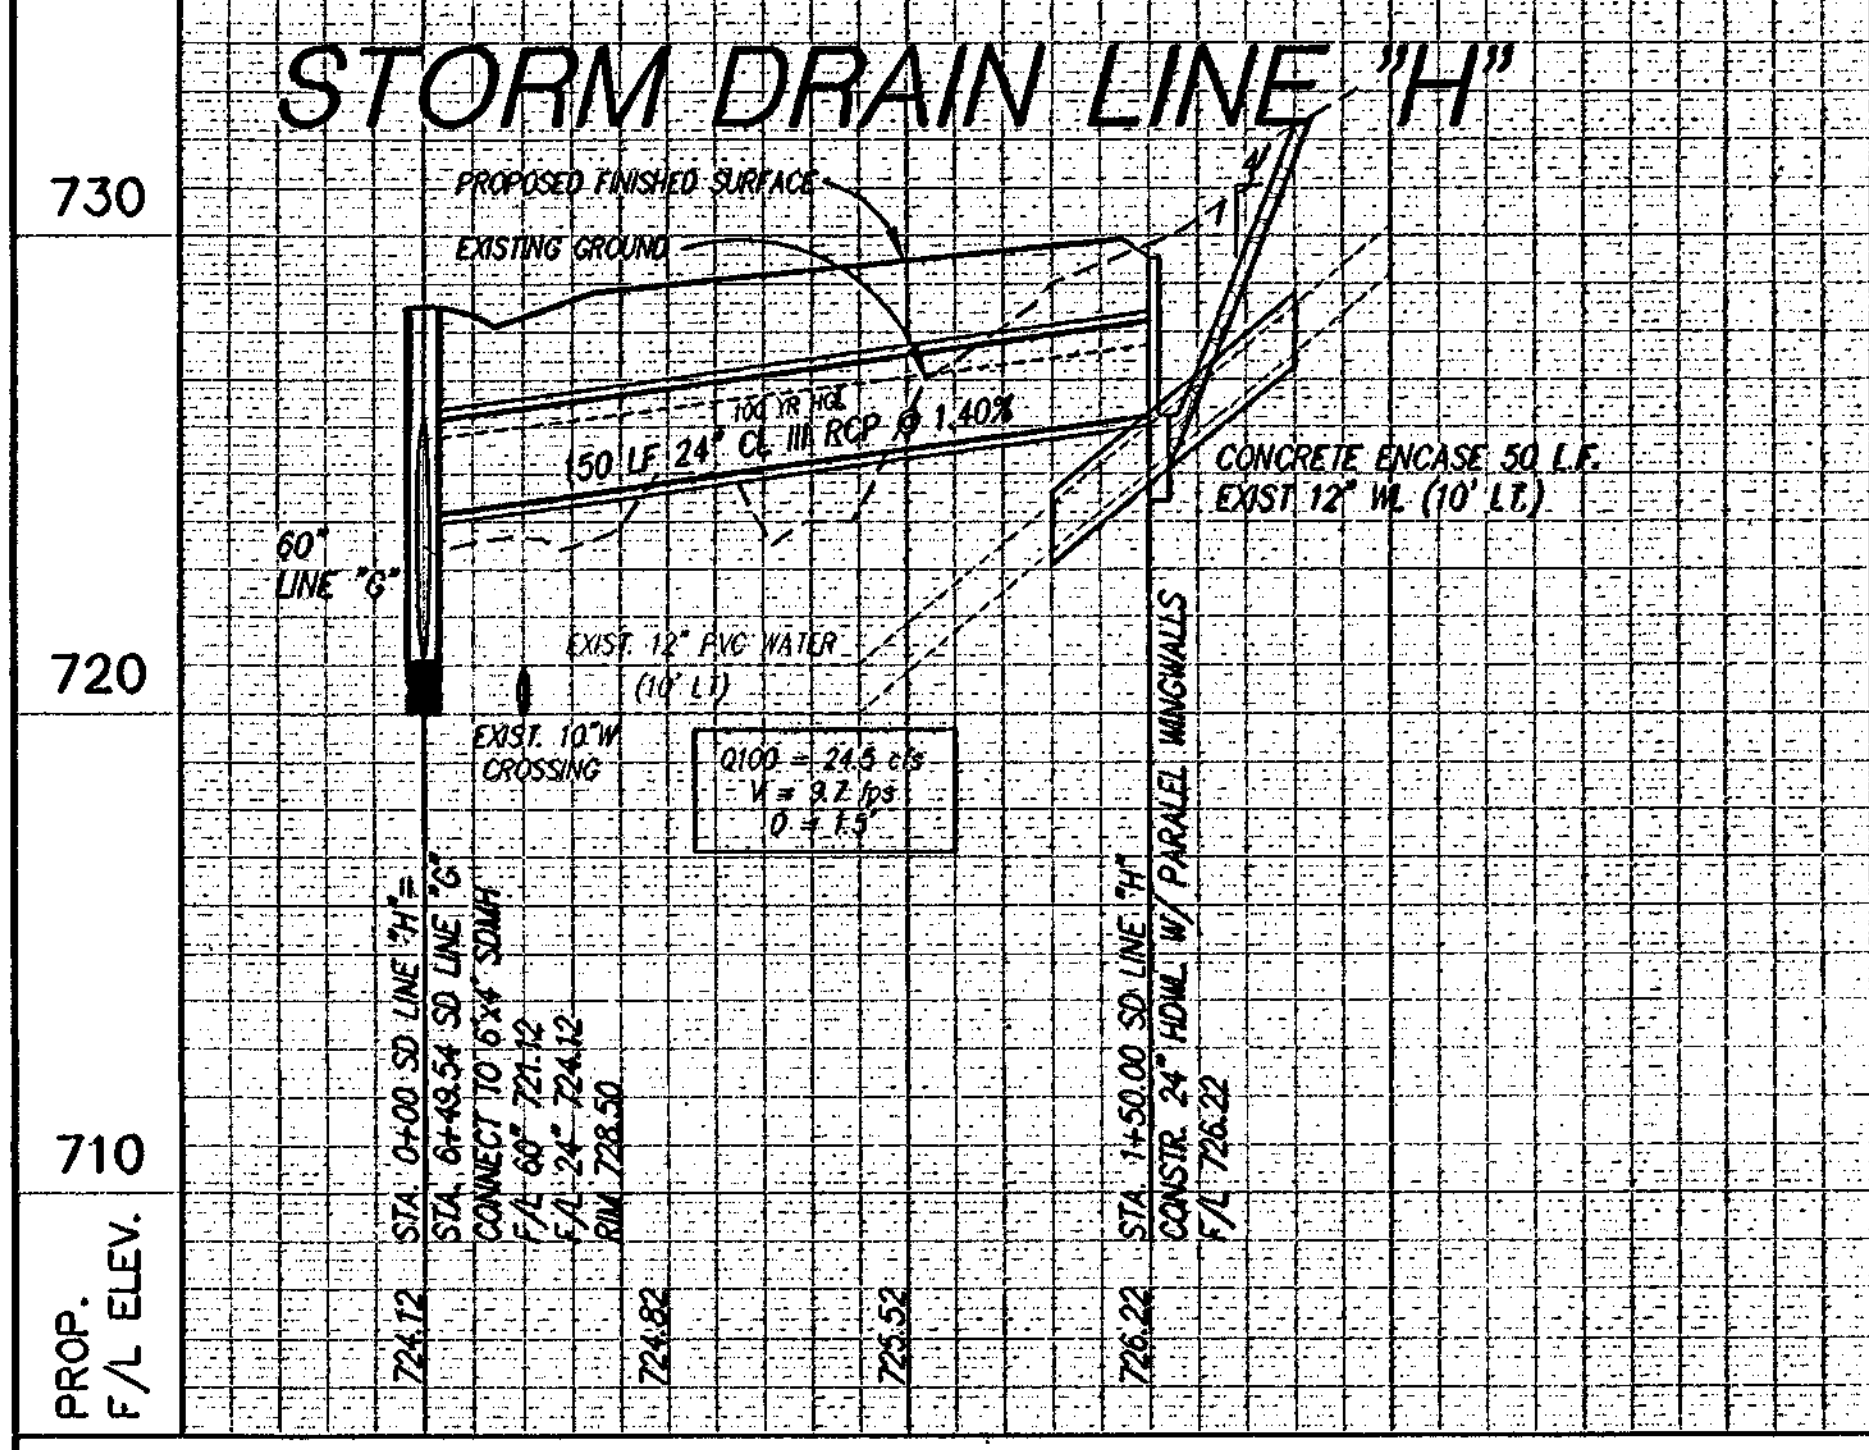 STORM DRAIN LINE "H"
730
PROPOSED FINISHED SURFACE
EXISTING GROUND
4
1
100 YR HGL
150 LF 24" CL III RCP @ 1.40%
CONCRETE ENCASE 50 L.F.
EXIST 12" WL (10' LT.)
60"
LINE "G"
EXIST. 12" PVC WATER
(10' LT)
720
EXIST. 10"W
CROSSING
Q100 = 24.5 cfs
V = 9.7 fps
D = 1.5'
STA. 0+00 SD LINE "H"=
STA. 6+49.54 SD LINE "G"
CONNECT TO 6'x4' SDMH
F/L 60" 721.12
F/L 24" 724.12
RIM 728.50
STA. 1+50.00 SD LINE "H"
CONSTR. 24" HDWL W/ PARALEL WINGWALLS
F/L 726.22
710
PROP.
F/L ELEV.
724.12
724.82
725.52
726.22